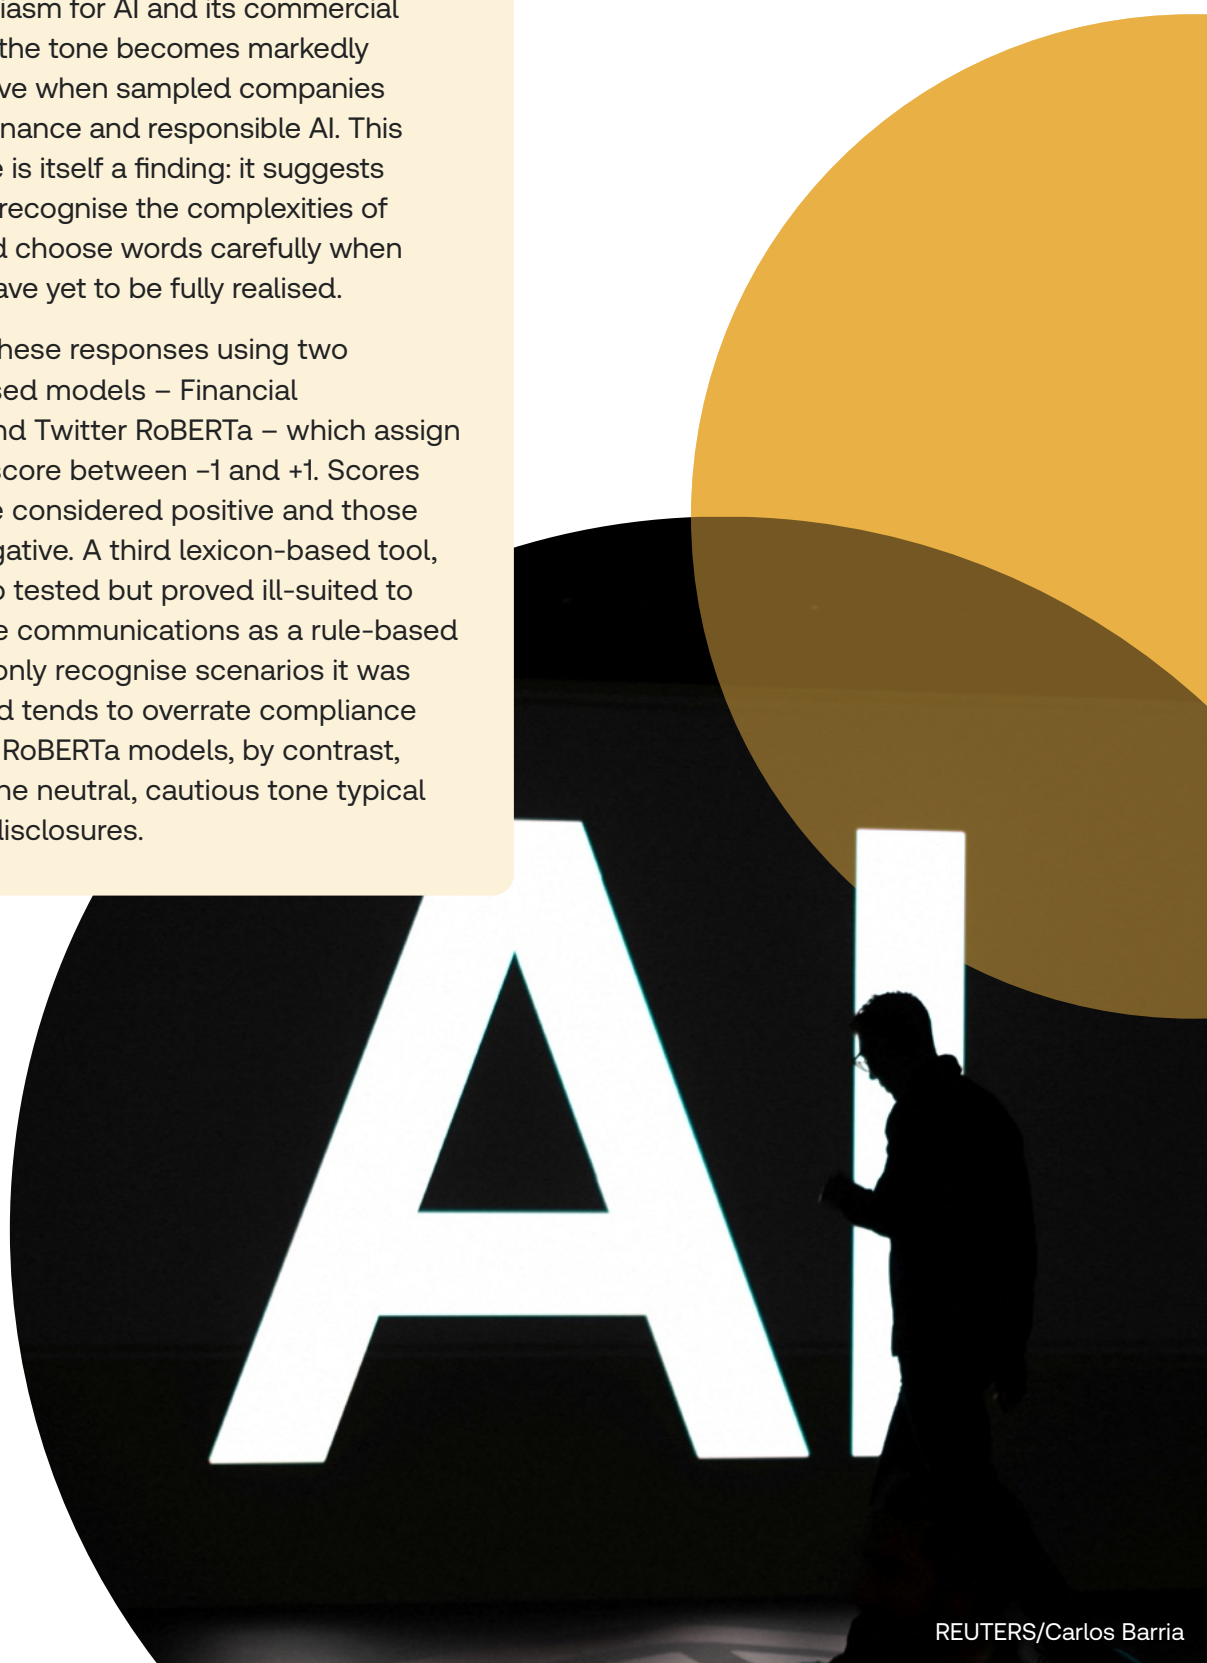 iasm for AI and its commercial
the tone becomes markedly
ve when sampled companies
nance and responsible AI. This
e is itself a finding: it suggests
recognise the complexities of
d choose words carefully when
ave yet to be fully realised.
hese responses using two
sed models – Financial
nd Twitter RoBERTa – which assign
score between –1 and +1. Scores
e considered positive and those
gative. A third lexicon-based tool,
o tested but proved ill-suited to
e communications as a rule-based
only recognise scenarios it was
d tends to overrate compliance
RoBERTa models, by contrast,
he neutral, cautious tone typical
disclosures.
AI
REUTERS/Carlos Barria